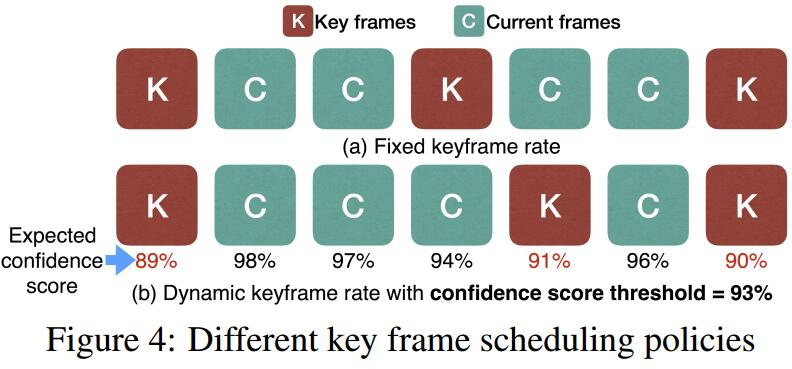 K Key frames C Current frames
K C C K C C K
(a) Fixed keyframe rate
K C C C K C K
Expected confidence score
89% 98% 97% 94% 91% 96% 90%
(b) Dynamic keyframe rate with confidence score threshold = 93%
Figure 4: Different key frame scheduling policies